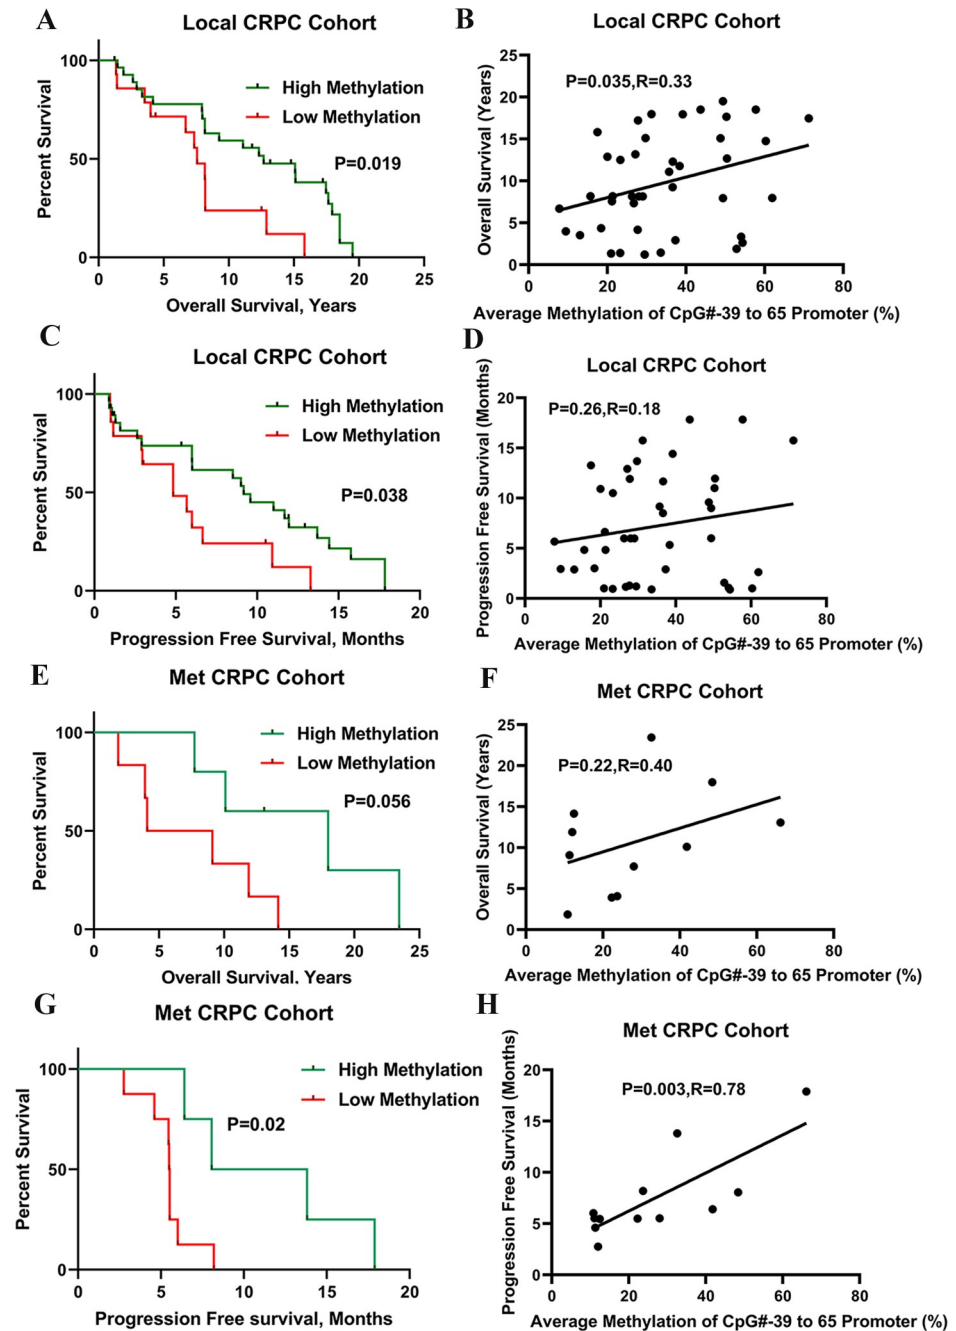 A
Local CRPC Cohort
Percent Survival
100
50
0
High Methylation
Low Methylation
P=0.019
0 5 10 15 20 25
Overall Survival, Years
B
Local CRPC Cohort
Overall Survival (Years)
25
20
15
10
5
0
P=0.035,R=0.33
0 20 40 60 80
Average Methylation of CpG#-39 to 65 Promoter (%)
C
Local CRPC Cohort
Percent Survival
100
50
0
High Methylation
Low Methylation
P=0.038
0 5 10 15 20
Progression Free Survival, Months
D
Local CRPC Cohort
Progression Free Survival (Months)
20
15
10
5
0
P=0.26,R=0.18
0 20 40 60 80
Average Methylation of CpG#-39 to 65 Promoter (%)
E
Met CRPC Cohort
Percent Survival
100
50
0
High Methylation
Low Methylation
P=0.056
0 5 10 15 20 25
Overall Survival. Years
F
Met CRPC Cohort
Overall Survival (Years)
25
20
15
10
5
0
P=0.22,R=0.40
0 20 40 60 80
Average Methylation of CpG#-39 to 65 Promoter (%)
G
Met CRPC Cohort
Percent Survival
100
50
0
High Methylation
Low Methylation
P=0.02
0 5 10 15 20
Progression Free survival, Months
H
Met CRPC Cohort
Progression Free Survival (Months)
20
15
10
5
0
P=0.003,R=0.78
0 20 40 60 80
Average Methylation of CpG#-39 to 65 Promoter (%)